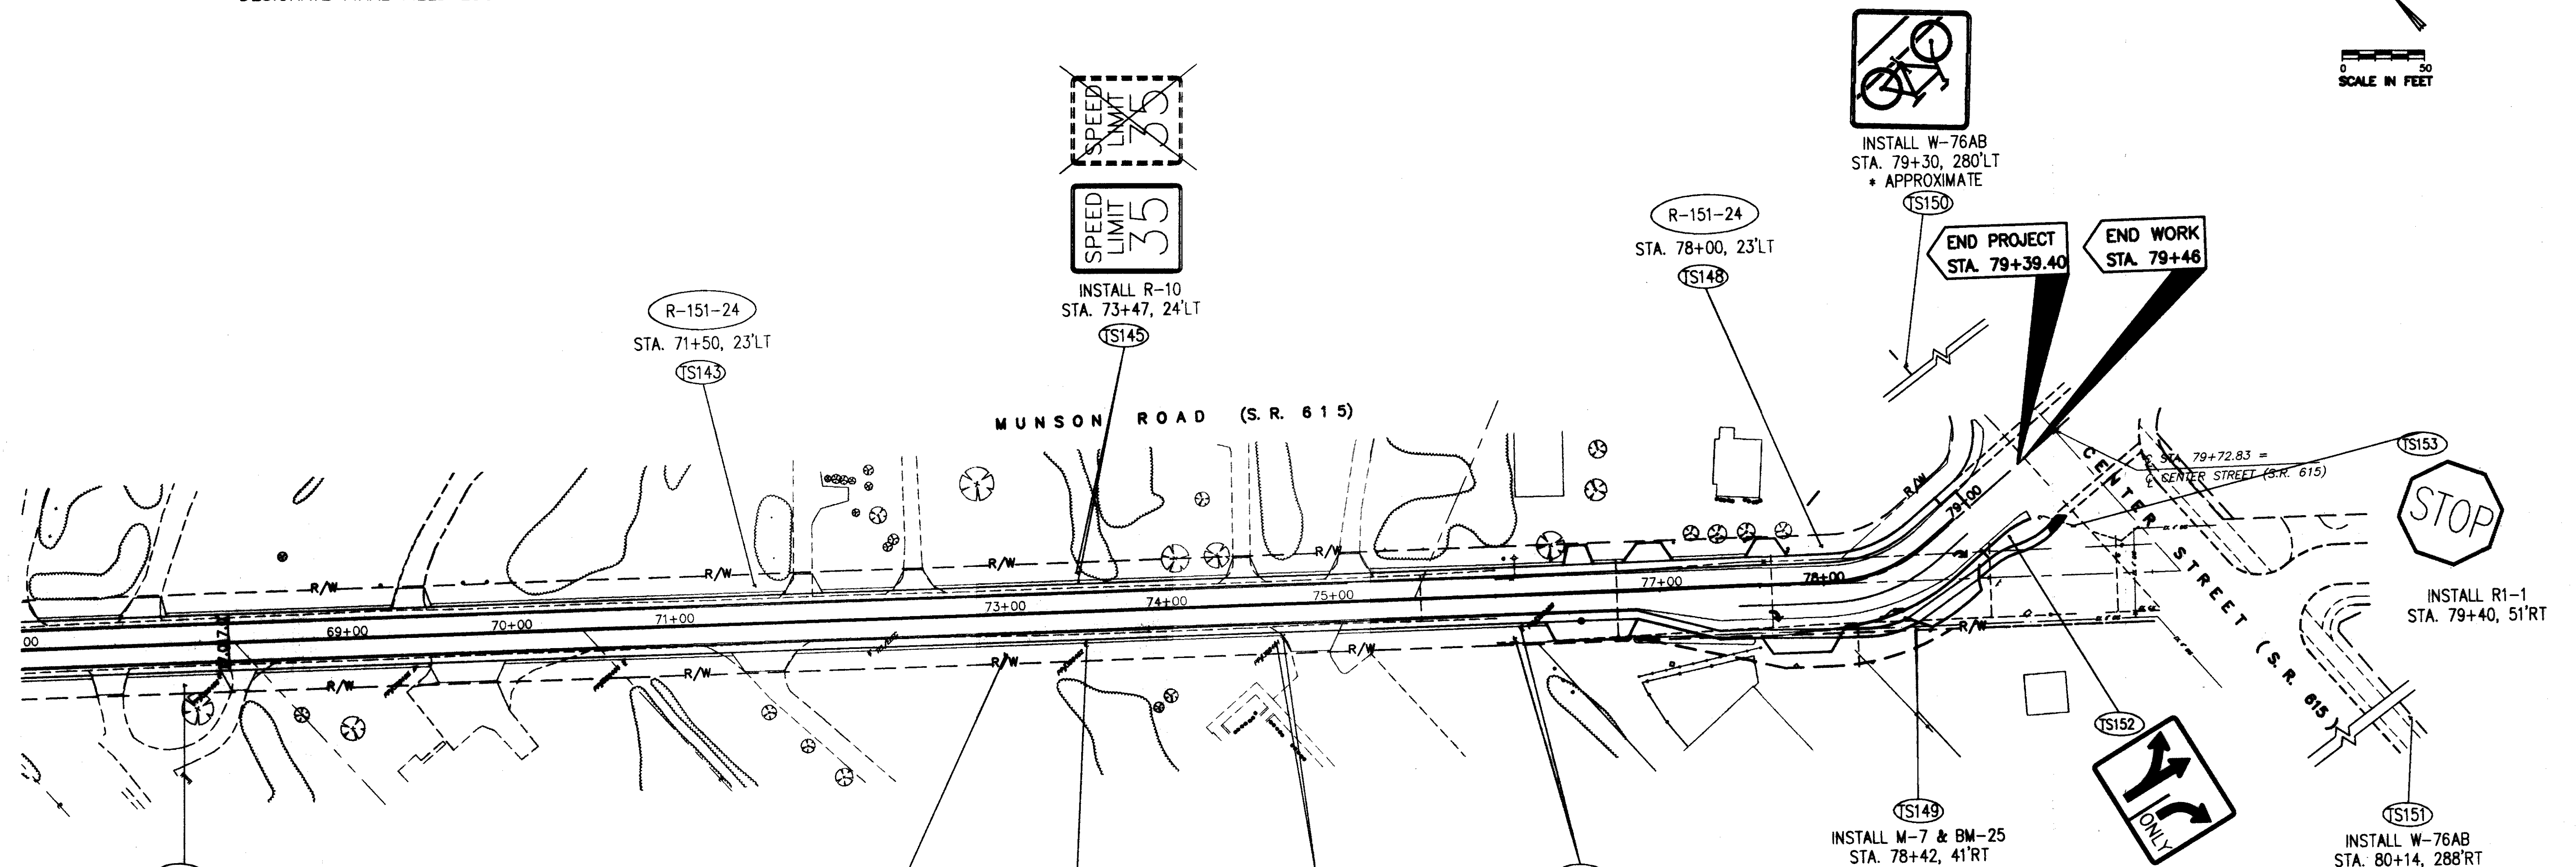 0 50
SCALE IN FEET
SPEED
LIMIT
35
SPEED
LIMIT
35
INSTALL R-10
STA. 73+47, 24'LT
TS145
INSTALL W-76AB
STA. 79+30, 280'LT
* APPROXIMATE
TS150
R-151-24
STA. 78+00, 23'LT
TS148
END PROJECT
STA. 79+39.40
END WORK
STA. 79+46
R-151-24
STA. 71+50, 23'LT
TS143
MUNSON ROAD (S.R. 615)
TS153
℄ STA 79+72.83 =
℄ CENTER STREET (S.R. 615)
STOP
INSTALL R1-1
STA. 79+40, 51'RT
CENTER STREET (S.R. 615)
R/W
R/W
R/W
R/W
R/W
00
69+00
70+00
71+00
73+00
74+00
75+00
77+00
78+00
79+00
R/W
R/W
R/W
R/W
R/W
TS152
ONLY
TS149
INSTALL M-7 & BM-25
STA. 78+42, 41'RT
TS151
INSTALL W-76AB
STA. 80+14, 288'RT